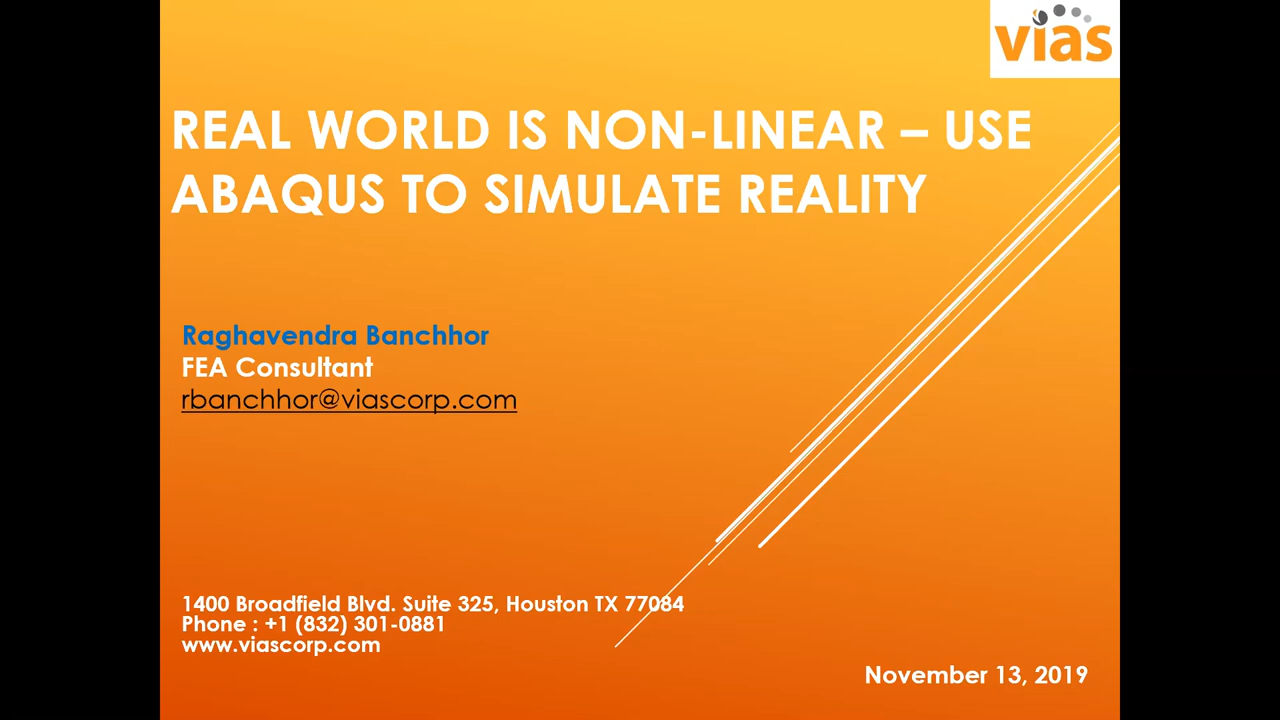 vias
REAL WORLD IS NON-LINEAR – USE
ABAQUS TO SIMULATE REALITY
Raghavendra Banchhor
FEA Consultant
rbanchhor@viascorp.com
1400 Broadfield Blvd. Suite 325, Houston TX 77084
Phone : +1 (832) 301-0881
www.viascorp.com
November 13, 2019